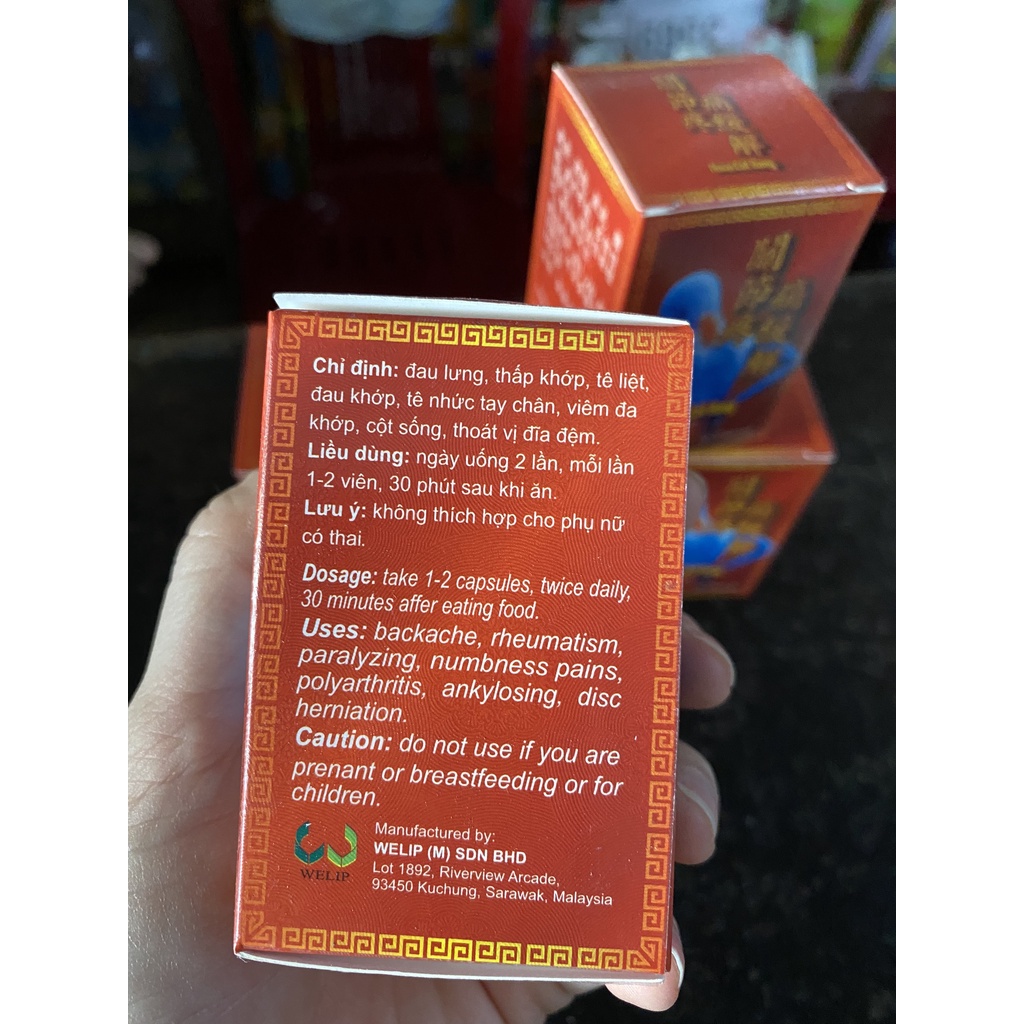 Chỉ định: đau lưng, thấp khớp, tê liệt,
đau khớp, tê nhức tay chân, viêm đa
khớp, cột sống, thoát vị đĩa đệm.
Liều dùng: ngày uống 2 lần, mỗi lần
1-2 viên, 30 phút sau khi ăn.
Lưu ý: không thích hợp cho phụ nữ
có thai.
Dosage: take 1-2 capsules, twice daily,
30 minutes affer eating food.
Uses: backache, rheumatism,
paralyzing, numbness pains,
polyarthritis, ankylosing, disc
herniation.
Caution: do not use if you are
prenant or breastfeeding or for
children.
WELIP
Manufactured by:
WELIP (M) SDN BHD
Lot 1892, Riverview Arcade,
93450 Kuchung, Sarawak, Malaysia